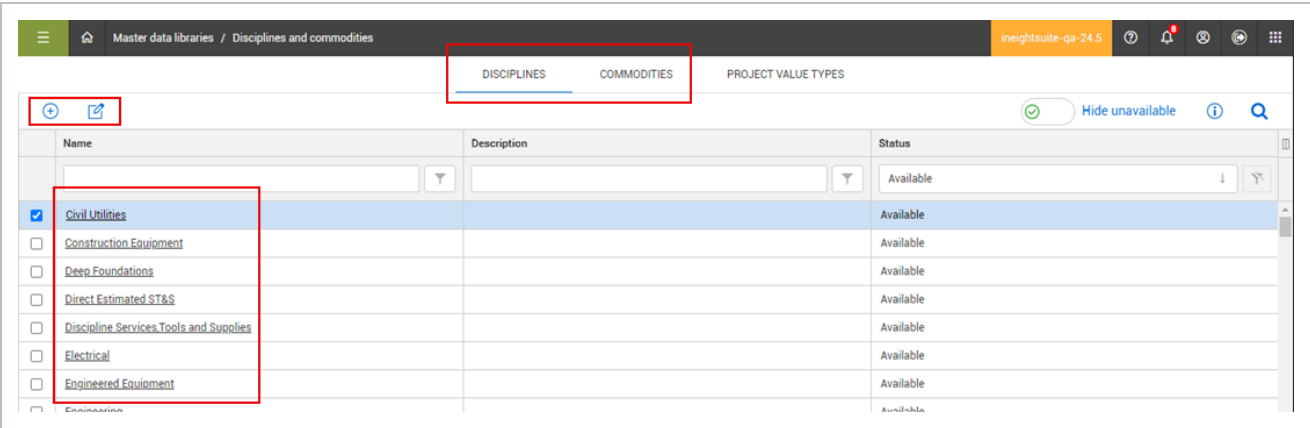 Master data libraries / Disciplines and commodities
ineightsuite-qa-24.5
8
DISCIPLINES COMMODITIES PROJECT VALUE TYPES
Hide unavailable
Name Description Status
Available
Civil Utilities Available
Construction Equipment Available
Deep Foundations Available
Direct Estimated ST&S Available
Discipline Services,Tools and Supplies Available
Electrical Available
Engineered Equipment Available
Engineering Available